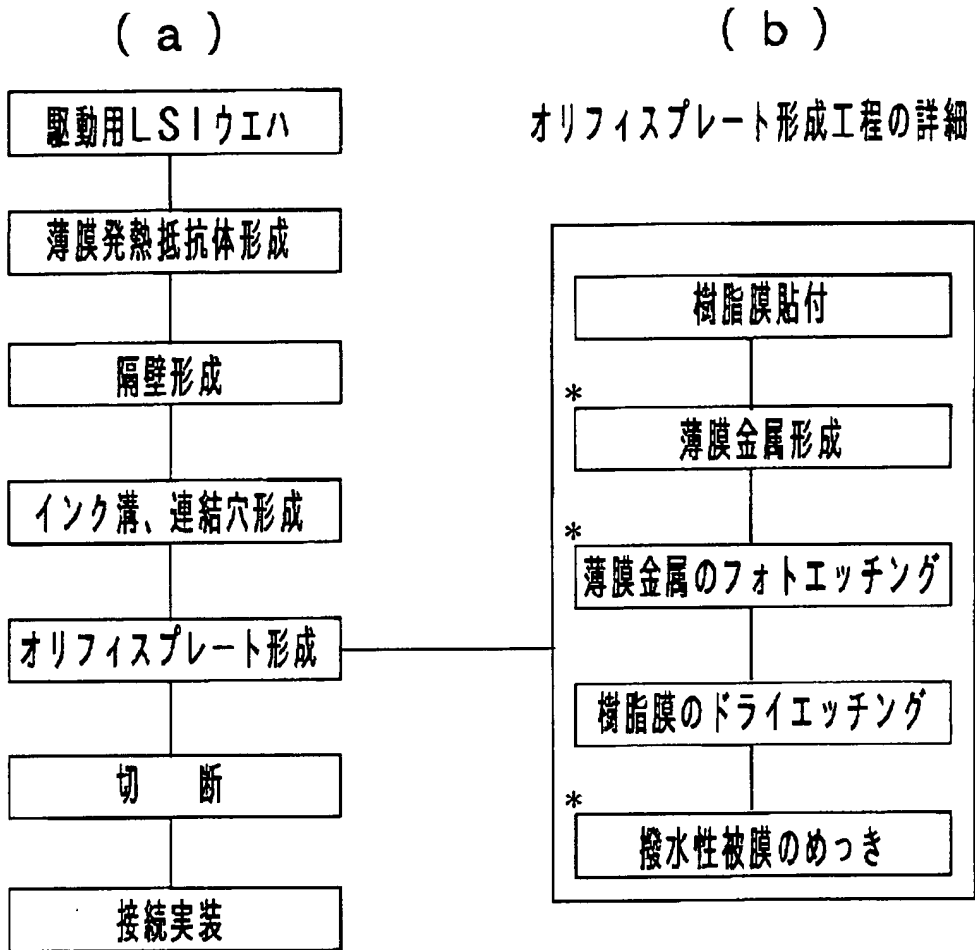 (a)
駆動用LSIウエハ
薄膜発熱抵抗体形成
隔壁形成
インク溝、連結穴形成
オリフィスプレート形成
切　断
接続実装
(b)
オリフィスプレート形成工程の詳細
樹脂膜貼付
*
薄膜金属形成
*
薄膜金属のフォトエッチング
樹脂膜のドライエッチング
*
撥水性被膜のめっき